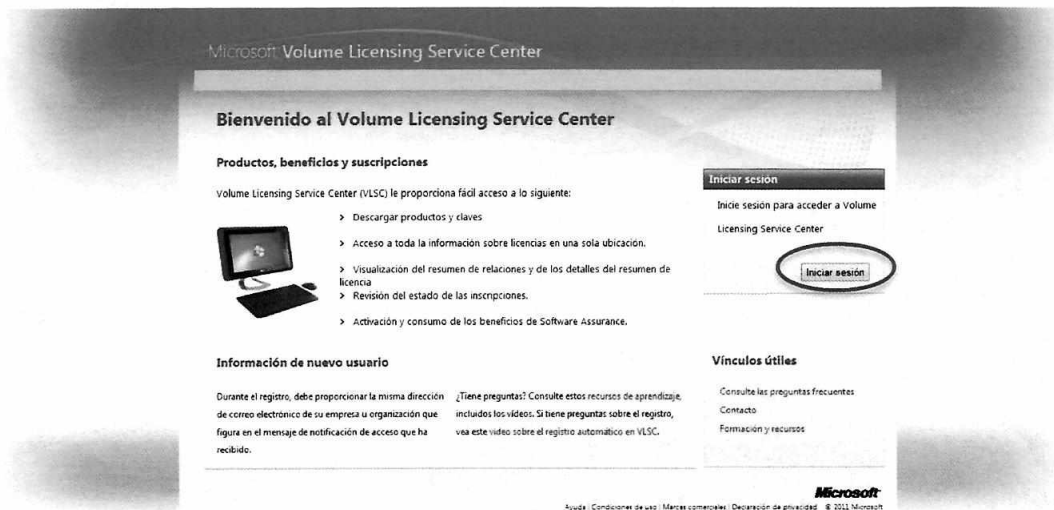 Microsoft Volume Licensing Service Center
Bienvenido al Volume Licensing Service Center
Productos, beneficios y suscripciones
Volume Licensing Service Center (VLSC) le proporciona fácil acceso a lo siguiente:
> Descargar productos y claves
> Acceso a toda la información sobre licencias en una sola ubicación.
> Visualización del resumen de relaciones y de los detalles del resumen de
licencia
> Revisión del estado de las inscripciones.
> Activación y consumo de los beneficios de Software Assurance.
Iniciar sesión
Inicie sesión para acceder a Volume
Licensing Service Center
Iniciar sesión
Información de nuevo usuario
Durante el registro, debe proporcionar la misma dirección
de correo electrónico de su empresa u organización que
figura en el mensaje de notificación de acceso que ha
recibido.
¿Tiene preguntas? Consulte estos recursos de aprendizaje,
incluidos los vídeos. Si tiene preguntas sobre el registro,
vea este vídeo sobre el registro automático en VLSC.
Vínculos útiles
Consulte las preguntas frecuentes
Contacto
Formación y recursos
Microsoft
Ayuda | Condiciones de uso | Marcas comerciales | Declaración de privacidad © 2011 Microsoft